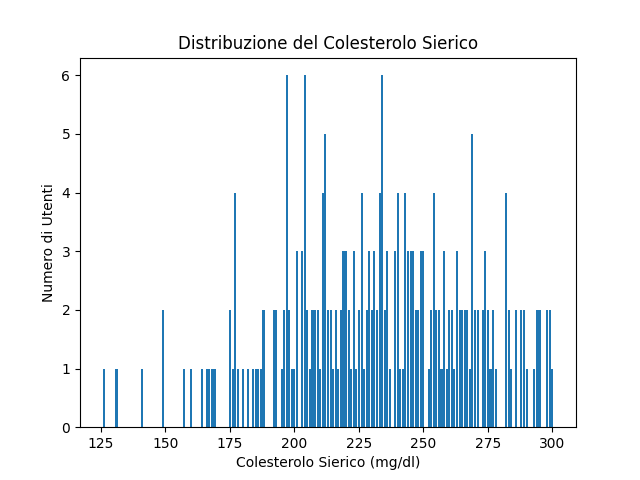 Distribuzione del Colesterolo Sierico
6
5
4
3
2
1
0
Numero di Utenti
125 150 175 200 225 250 275 300
Colesterolo Sierico (mg/dl)